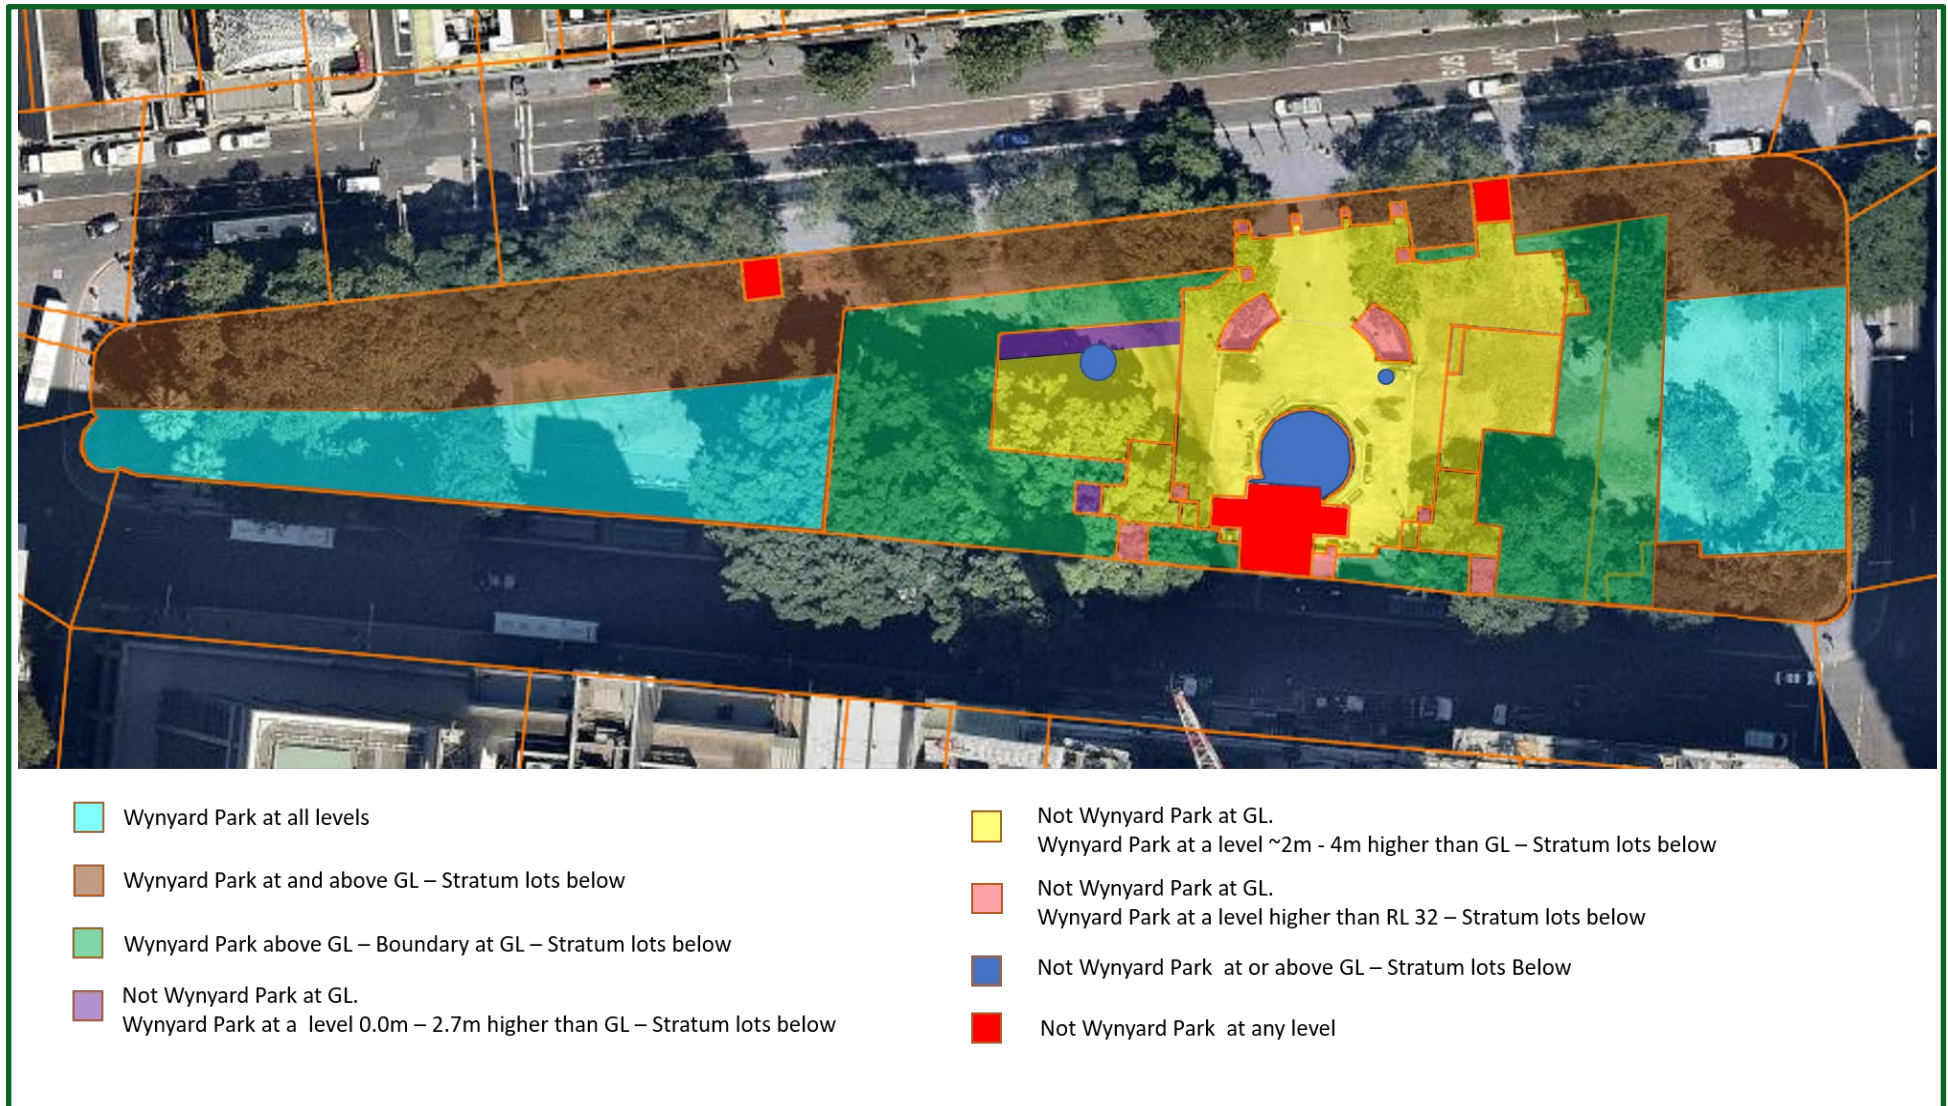 BUS
LANE
BUS
Wynyard Park at all levels
Wynyard Park at and above GL – Stratum lots below
Wynyard Park above GL – Boundary at GL – Stratum lots below
Not Wynyard Park at GL.
Wynyard Park at a  level 0.0m – 2.7m higher than GL – Stratum lots below
Not Wynyard Park at GL.
Wynyard Park at a level ~2m - 4m higher than GL – Stratum lots below
Not Wynyard Park at GL.
Wynyard Park at a level higher than RL 32 – Stratum lots below
Not Wynyard Park  at or above GL – Stratum lots Below
Not Wynyard Park  at any level